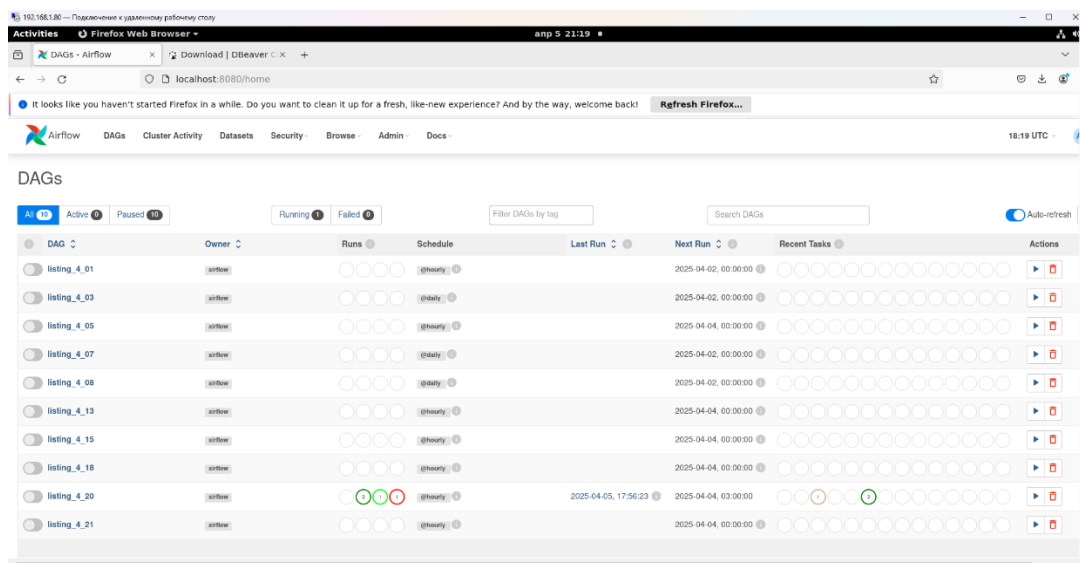 192.168.1.80 — Подключение к удаленному рабочему столу
Activities Firefox Web Browser апр 5 21:19
DAGs - Airflow Download | DBeaver C
localhost:8080/home
It looks like you haven't started Firefox in a while. Do you want to clean it up for a fresh, like-new experience? And by the way, welcome back! Refresh Firefox...
Airflow DAGs Cluster Activity Datasets Security Browse Admin Docs 18:19 UTC
DAGs
All 10 Active 0 Paused 10 Running 1 Failed 0 Filter DAGs by tag Search DAGs Auto-refresh
DAG Owner Runs Schedule Last Run Next Run Recent Tasks Actions
listing_4_01 airflow @hourly 2025-04-02, 00:00:00
listing_4_03 airflow @daily 2025-04-02, 00:00:00
listing_4_05 airflow @hourly 2025-04-04, 00:00:00
listing_4_07 airflow @daily 2025-04-02, 00:00:00
listing_4_08 airflow @daily 2025-04-02, 00:00:00
listing_4_13 airflow @hourly 2025-04-04, 00:00:00
listing_4_15 airflow @hourly 2025-04-04, 00:00:00
listing_4_18 airflow @hourly 2025-04-04, 00:00:00
listing_4_20 airflow 1 1 @hourly 2025-04-05, 17:56:23 2025-04-04, 03:00:00 1
listing_4_21 airflow @hourly 2025-04-04, 00:00:00